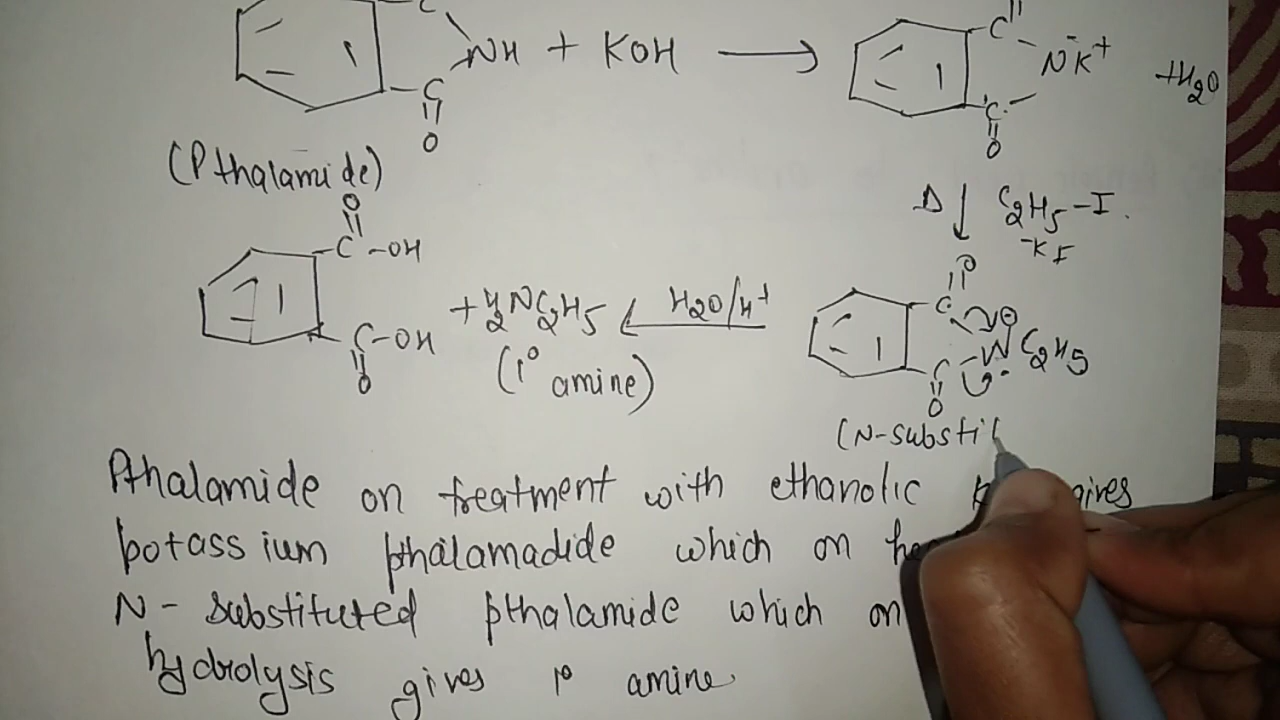 C
NH + KOH
C
O
C
N⁻K⁺
+H2O
C
O
(Pthalamide)
O
C-OH
C-OH
O
+H2NC2H5
(1° amine)
H2O/H+
Δ
C2H5-I.
-KI
O
C
N C2H5
C
O
(N-substi
Pthalamide on treatment with ethanolic gives
potassium pthalamadide which on
N- substituted pthalamide which on
hydrolysis gives 1° amine.